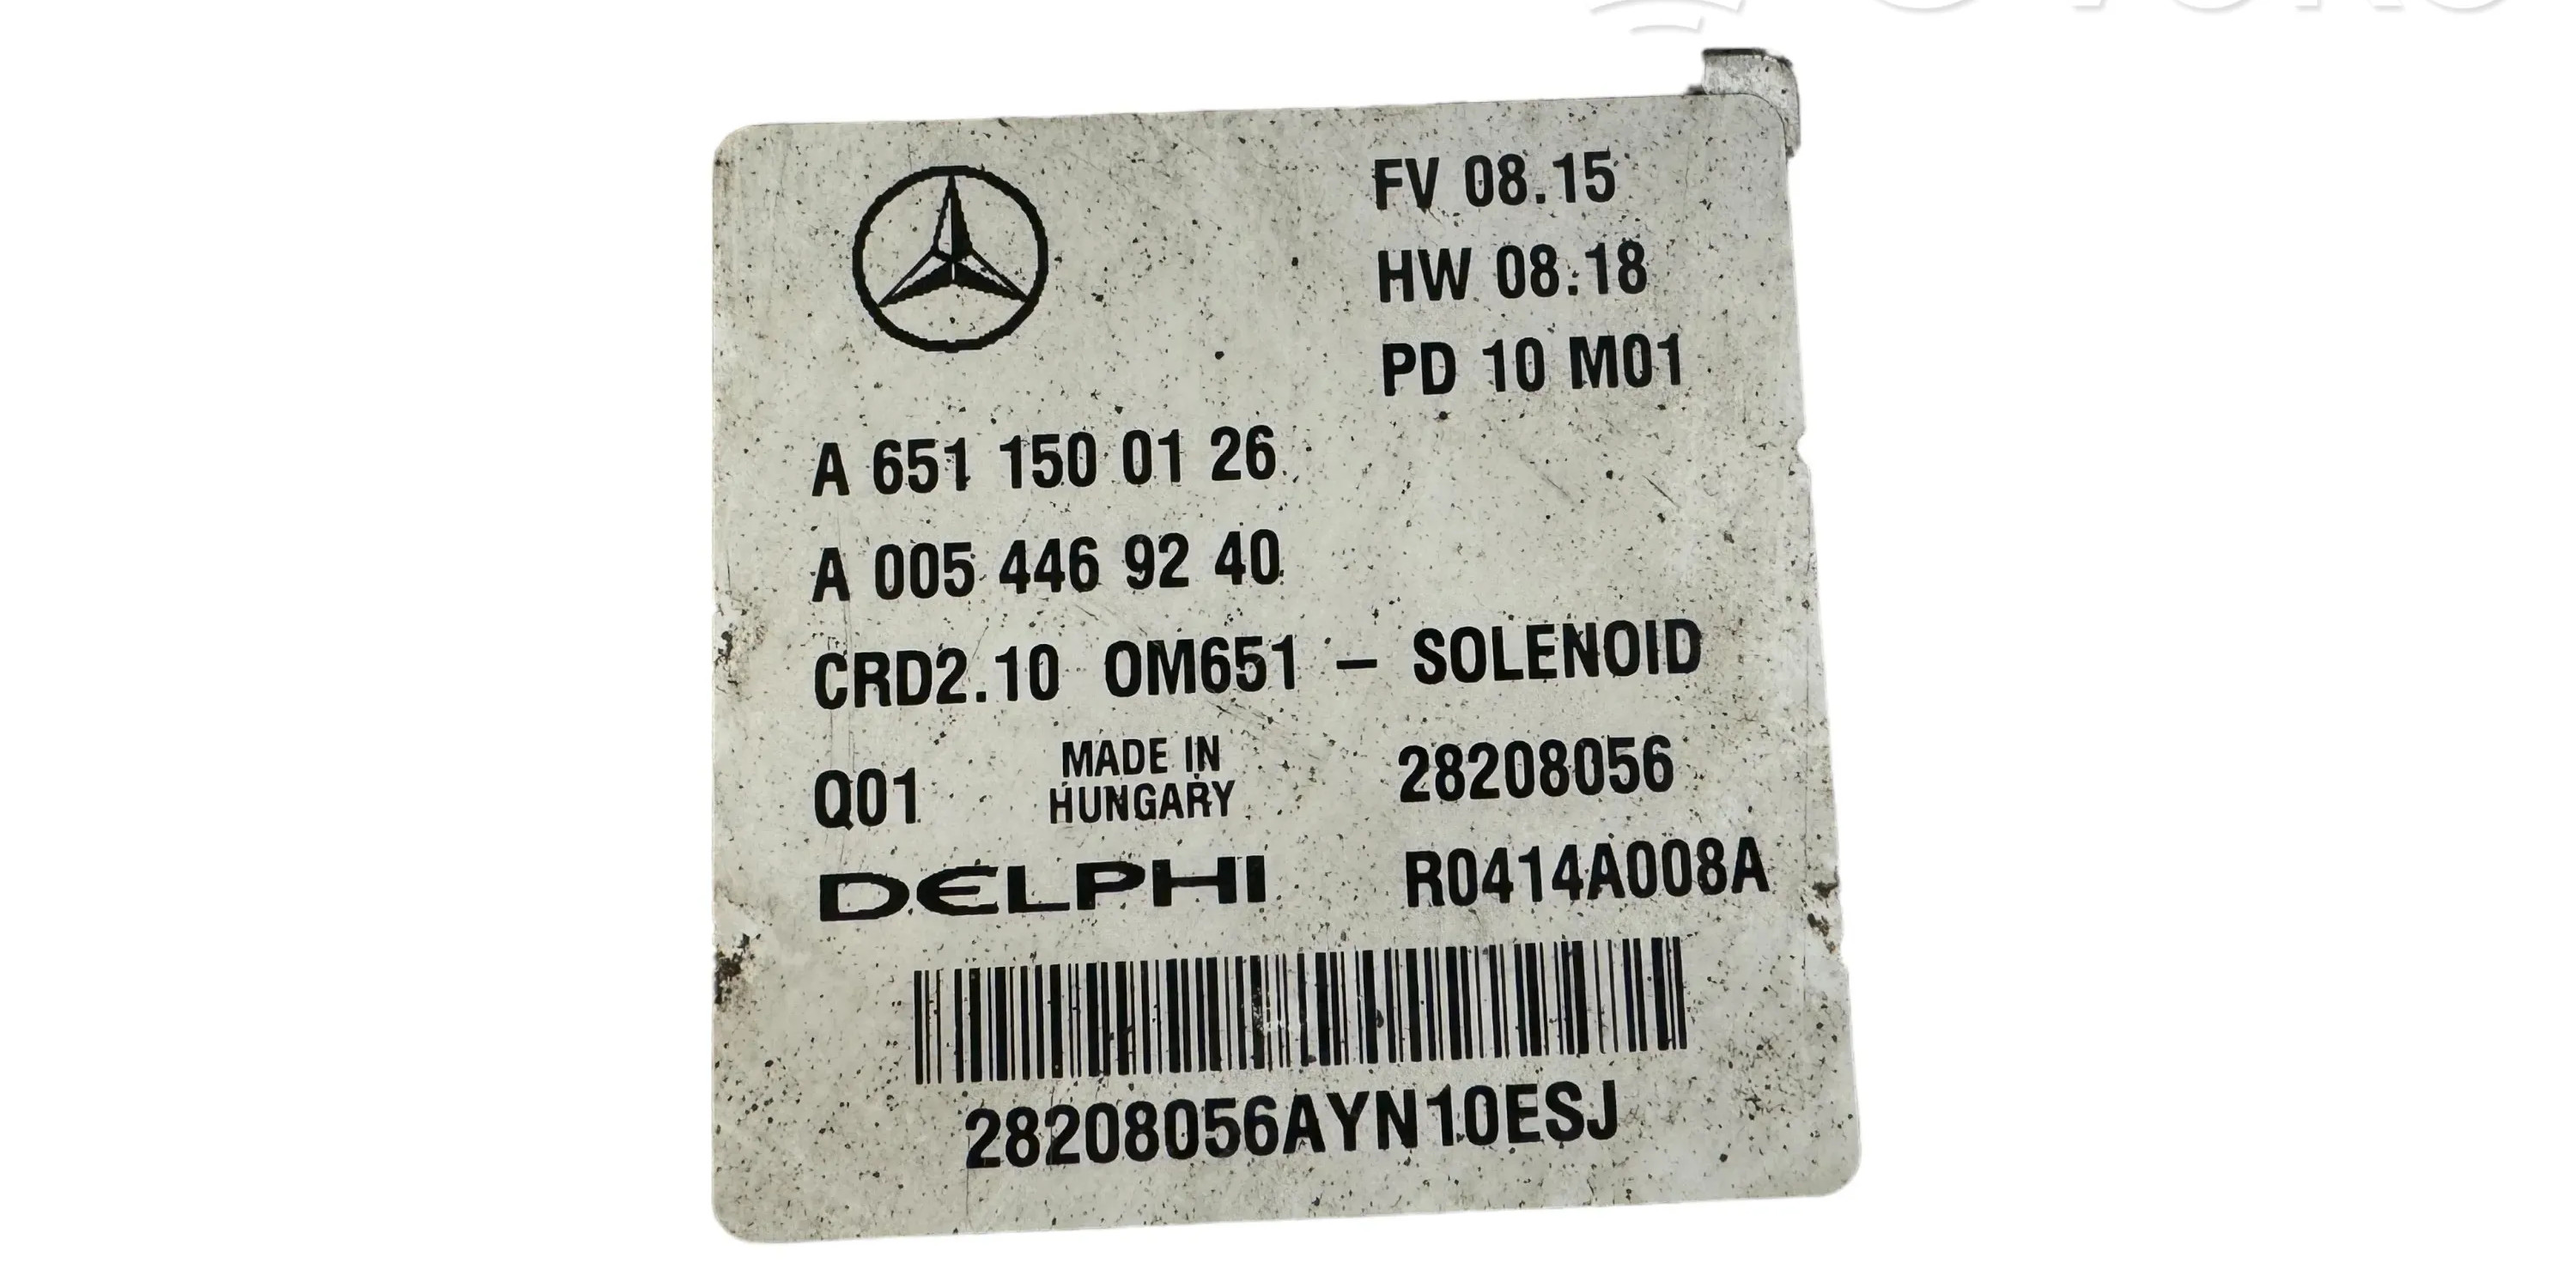 FV 08.15
HW 08.18
PD 10 M01
A 651 150 01 26
A 005 446 92 40
CRD2.10 OM651 – SOLENOID
Q01 MADE IN HUNGARY 28208056
DELPHI R0414A008A
28208056AYN10ESJ